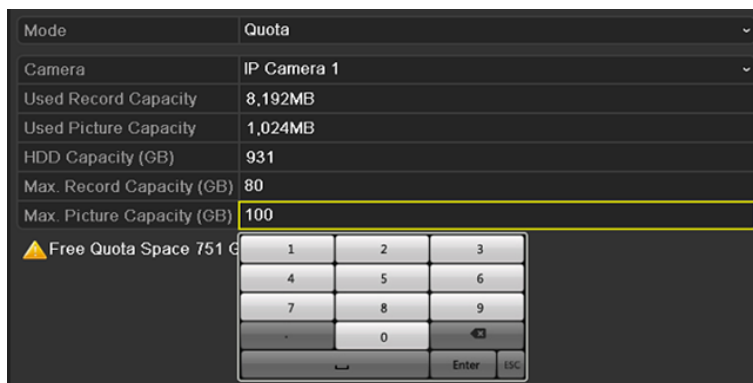 Mode Quota
Camera IP Camera 1
Used Record Capacity 8,192MB
Used Picture Capacity 1,024MB
HDD Capacity (GB) 931
Max. Record Capacity (GB) 80
Max. Picture Capacity (GB) 100
Free Quota Space 751 G
1 2 3
4 5 6
7 8 9
. 0
Enter ESC